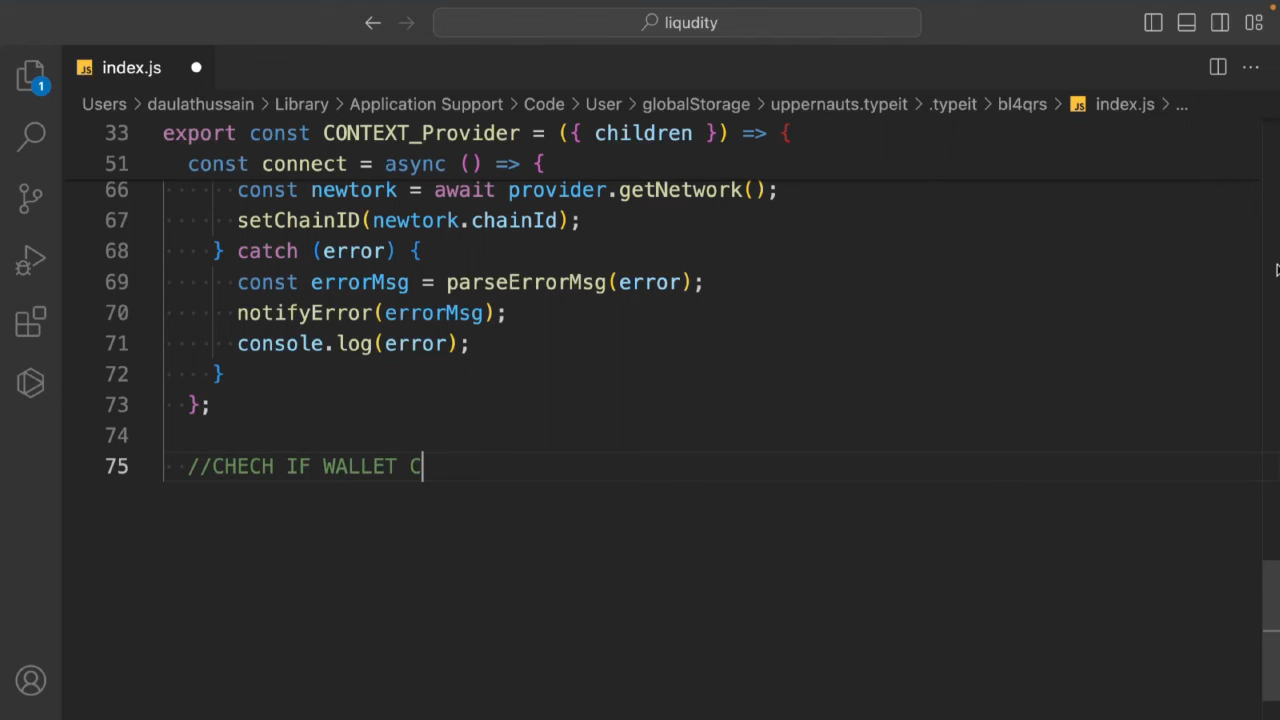 liqudity
1
JS index.js
Users > daulathussain > Library > Application Support > Code > User > globalStorage > uppernauts.typeit > .typeit > bl4qrs > JS index.js > ...
33 export const CONTEXT_Provider = ({ children }) => {
51 const connect = async () => {
66 const newtork = await provider.getNetwork();
67 setChainID(newtork.chainId);
68 } catch (error) {
69 const errorMsg = parseErrorMsg(error);
70 notifyError(errorMsg);
71 console.log(error);
72 }
73 };
74
75 //CHECH IF WALLET C